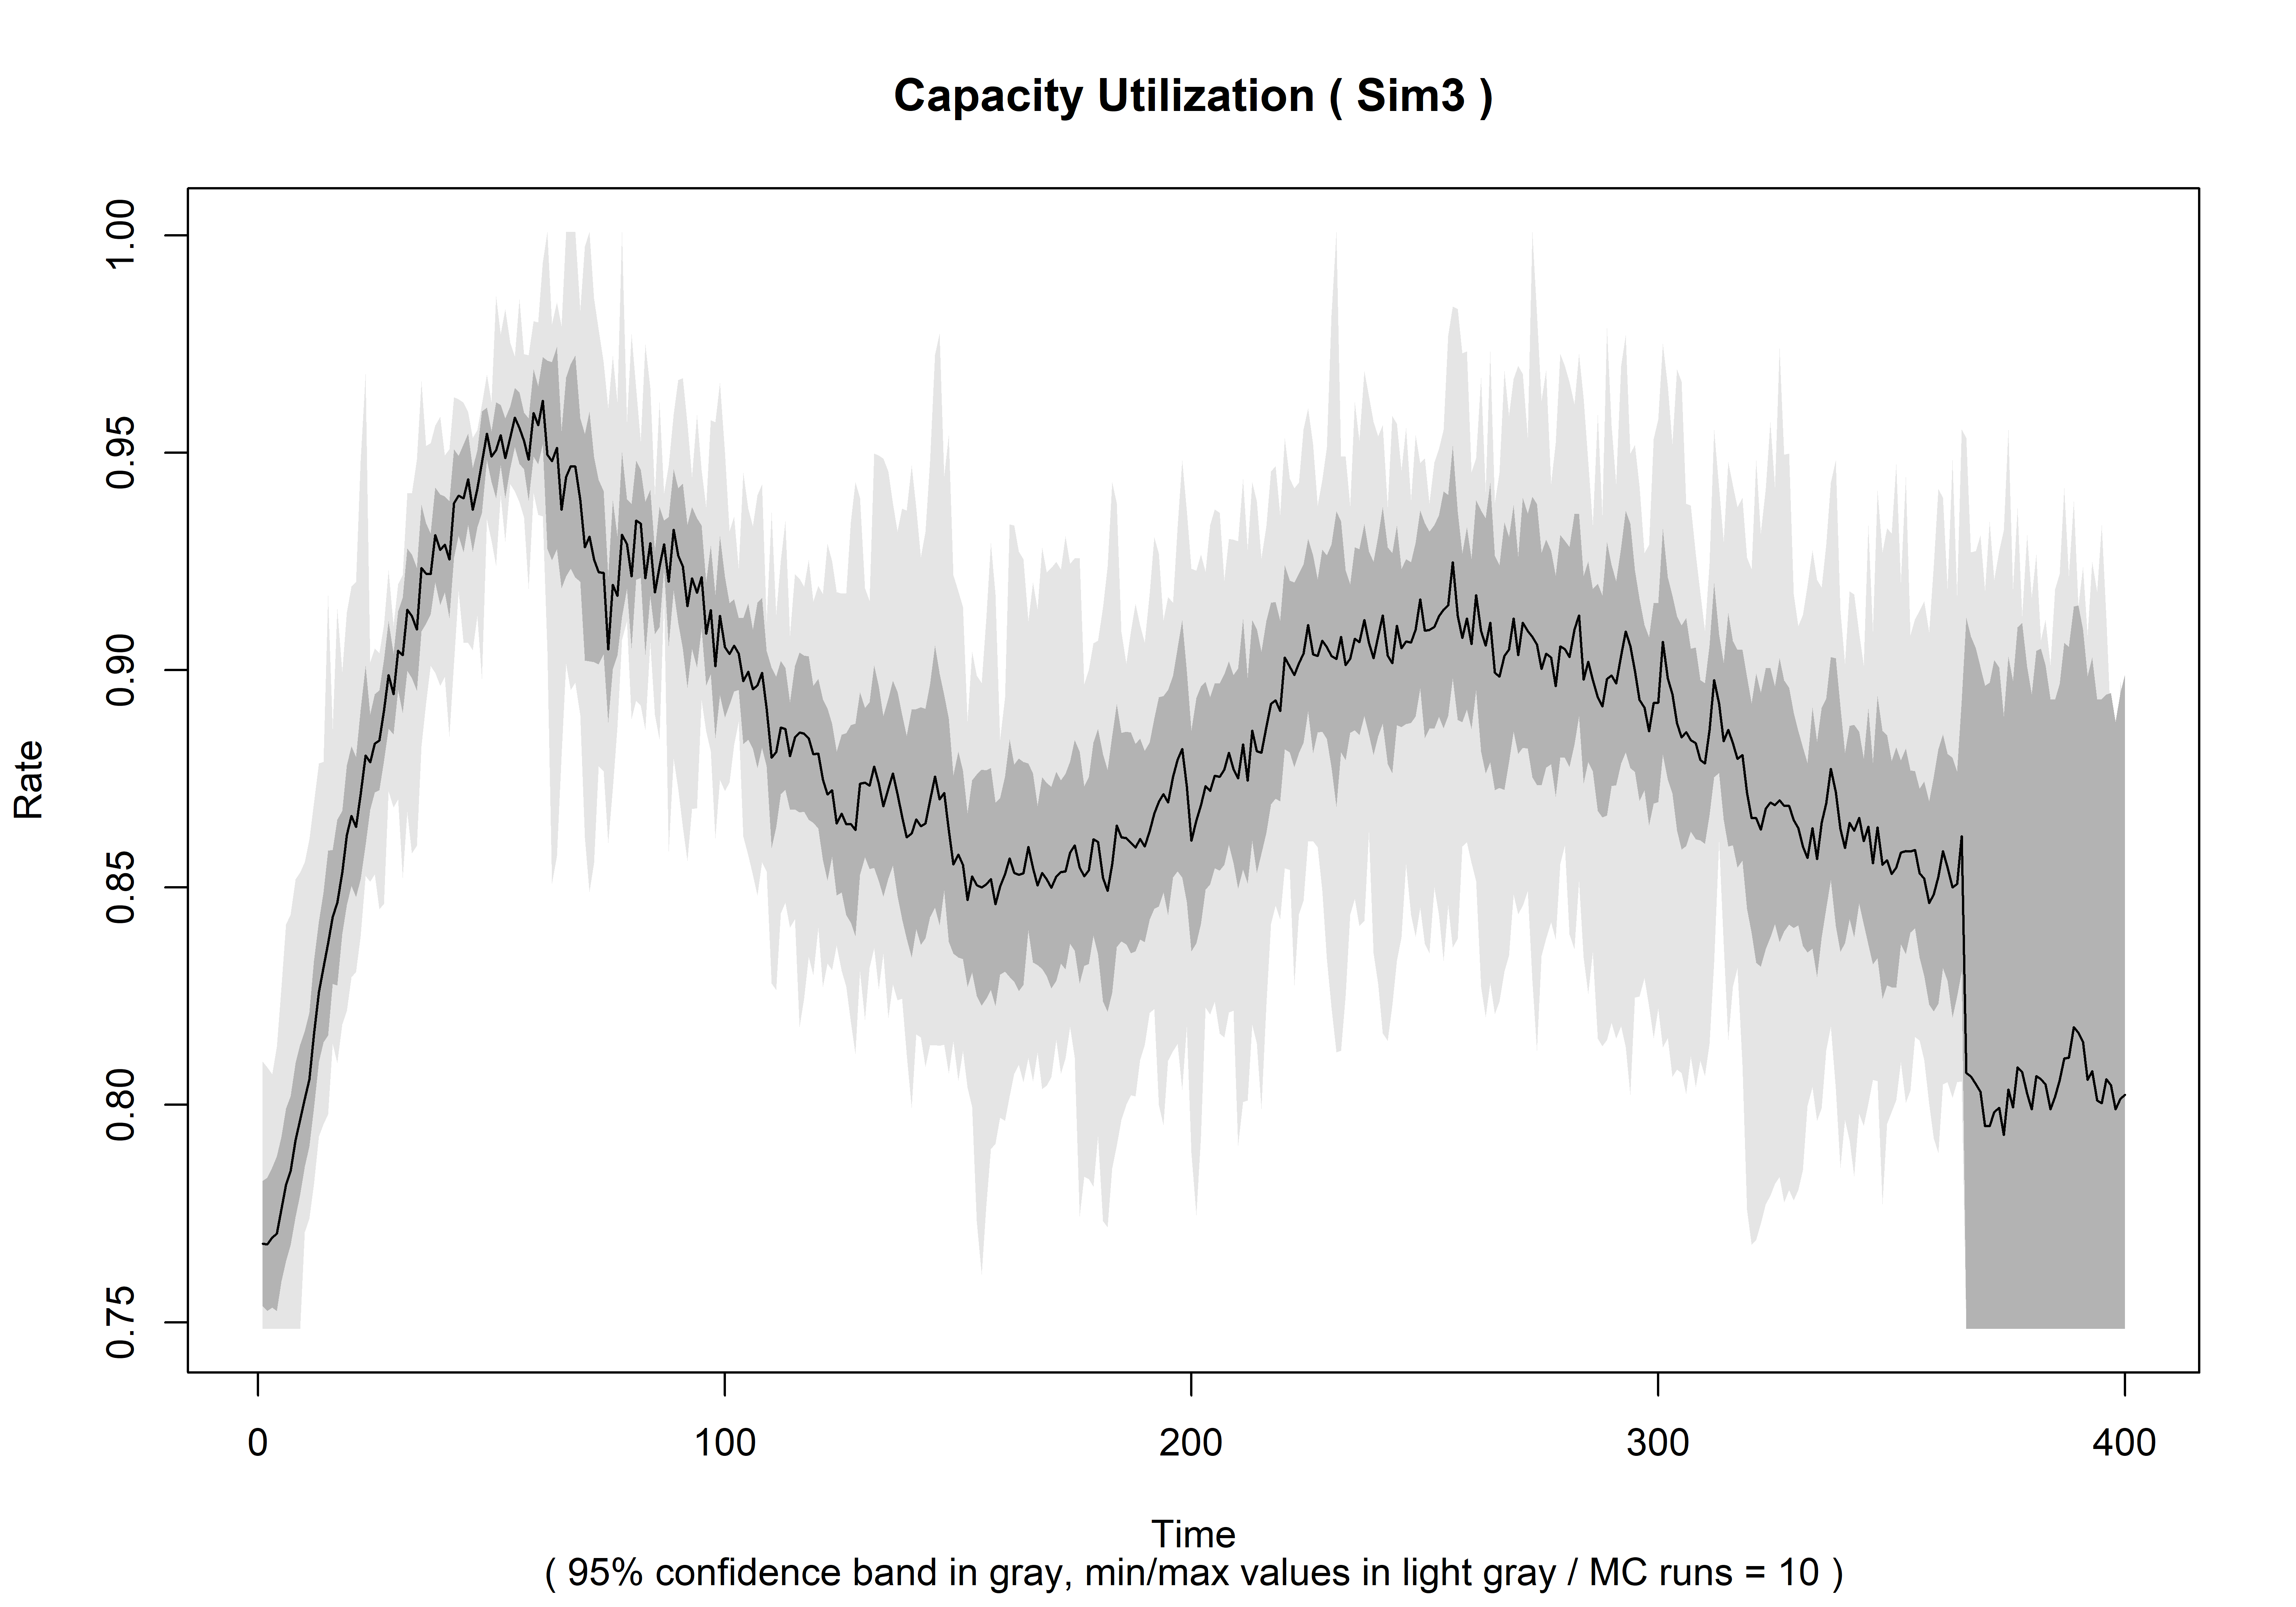 Capacity Utilization ( Sim3 )
1.00
0.95
0.90
0.85
0.80
0.75
Rate
0 100 200 300 400
Time
( 95% confidence band in gray, min/max values in light gray / MC runs = 10 )